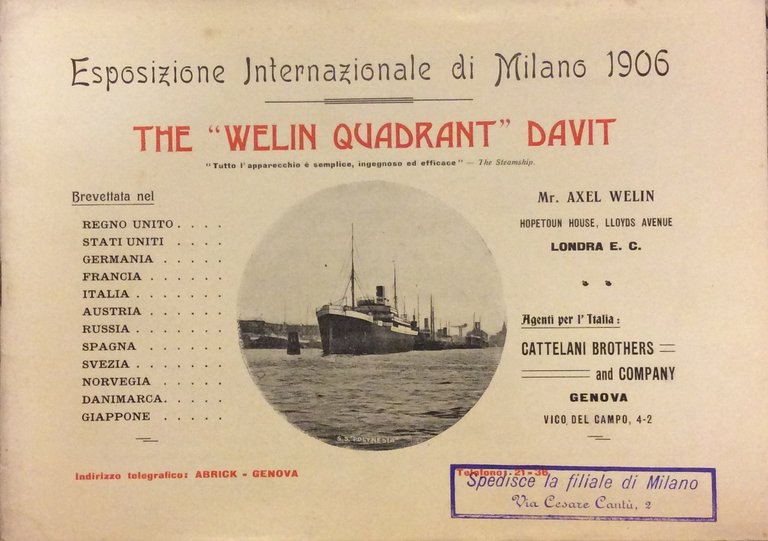 Esposizione Internazionale di Milano 1906
THE "WELIN QUADRANT" DAVIT
"Tutto l'apparecchio è semplice, ingegnoso ed efficace" — The Steamship.
Brevettata nel
REGNO UNITO . . . .
STATI UNITI . . . .
GERMANIA . . . . .
FRANCIA . . . . . .
ITALIA . . . . . . .
AUSTRIA . . . . . .
RUSSIA . . . . . . .
SPAGNA . . . . . .
SVEZIA . . . . . . .
NORVEGIA . . . . .
DANIMARCA. . . . .
GIAPPONE . . . . .
S.S. "POLYNESIA"
Mr. AXEL WELIN
HOPETOUN HOUSE, LLOYDS AVENUE
LONDRA E. C.
Agenti per l'Italia:
CATTELANI BROTHERS
and COMPANY
GENOVA
VICO DEL CAMPO, 4-2
Indirizzo telegrafico: ABRICK - GENOVA
Telefono: 21-36
Spedisce la filiale di Milano
Via Cesare Cantù, 2